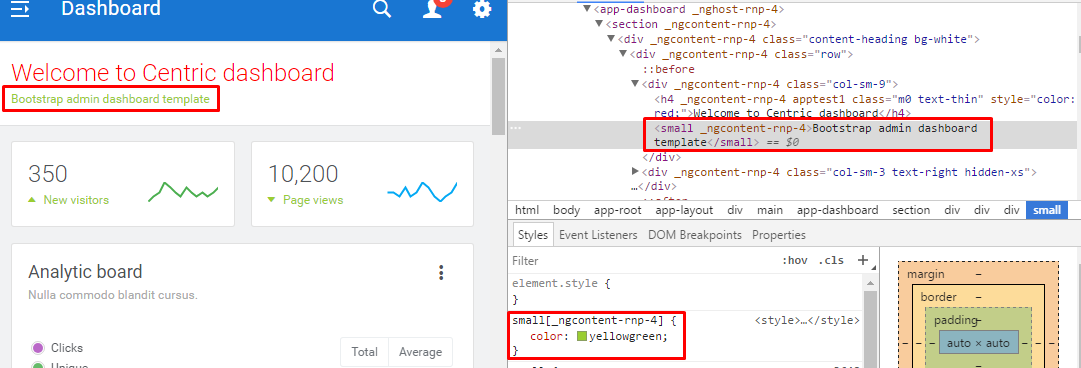 Dashboard
Welcome to Centric dashboard
Bootstrap admin dashboard template
350
New visitors
10,200
Page views
Analytic board
Nulla commodo blandit cursus.
Clicks
Unique
Total
Average
▼<app-dashboard _nghost-rnp-4>
▼<section _ngcontent-rnp-4>
▼<div _ngcontent-rnp-4 class="content-heading bg-white">
▼<div _ngcontent-rnp-4 class="row">
::before
▼<div _ngcontent-rnp-4 class="col-sm-9">
<h4 _ngcontent-rnp-4 apptest1 class="m0 text-thin" style="color:
red;">Welcome to Centric dashboard</h4>
…
<small _ngcontent-rnp-4>Bootstrap admin dashboard
template</small> == $0
</div>
▶<div _ngcontent-rnp-4 class="col-sm-3 text-right hidden-xs">
…</div>
::after
html body app-root app-layout div main app-dashboard section div div div small
Styles Event Listeners DOM Breakpoints Properties
Filter
:hov .cls +
element.style {
}
small[_ngcontent-rnp-4] { <style>…</style>
color: yellowgreen;
}
margin –
border –
padding –
– – – auto × auto – – –
–